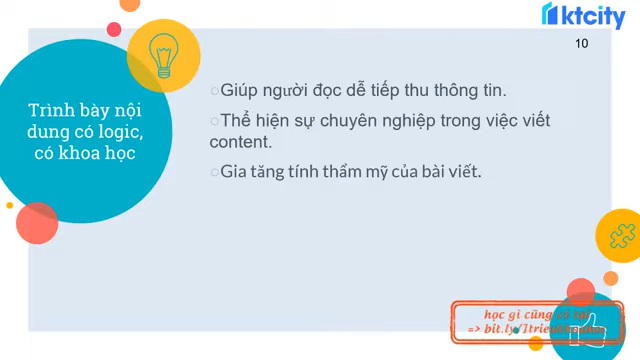 ktcity
10
Trình bày nội
dung có logic,
có khoa học
Giúp người đọc dễ tiếp thu thông tin.
Thể hiện sự chuyên nghiệp trong việc viết
content.
Gia tăng tính thẩm mỹ của bài viết.
học gì cũng có tại
=> bit.ly/1trieukhoahoc